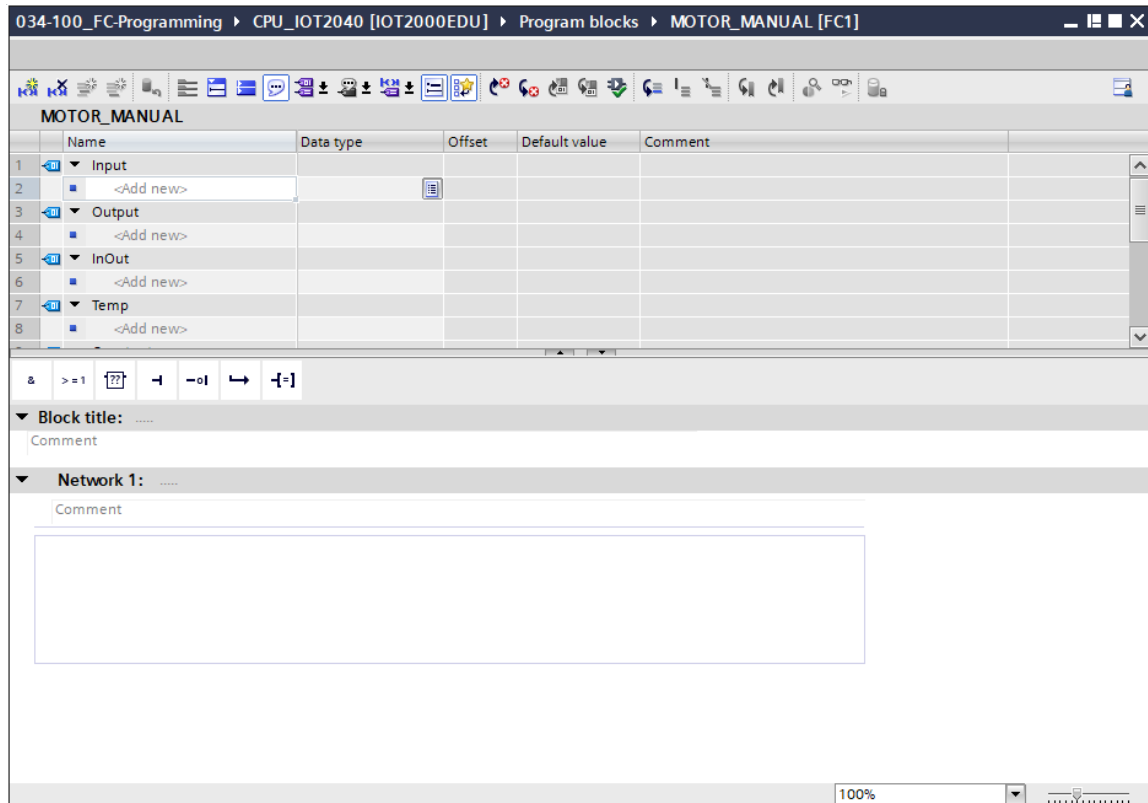 034-100_FC-Programming ▸ CPU_IOT2040 [IOT2000EDU] ▸ Program blocks ▸ MOTOR_MANUAL [FC1]
MOTOR_MANUAL
Name Data type Offset Default value Comment
1 Input
2 <Add new>
3 Output
4 <Add new>
5 InOut
6 <Add new>
7 Temp
8 <Add new>
& >=1 ??
Block title: .....
Comment
Network 1: .....
Comment
100%